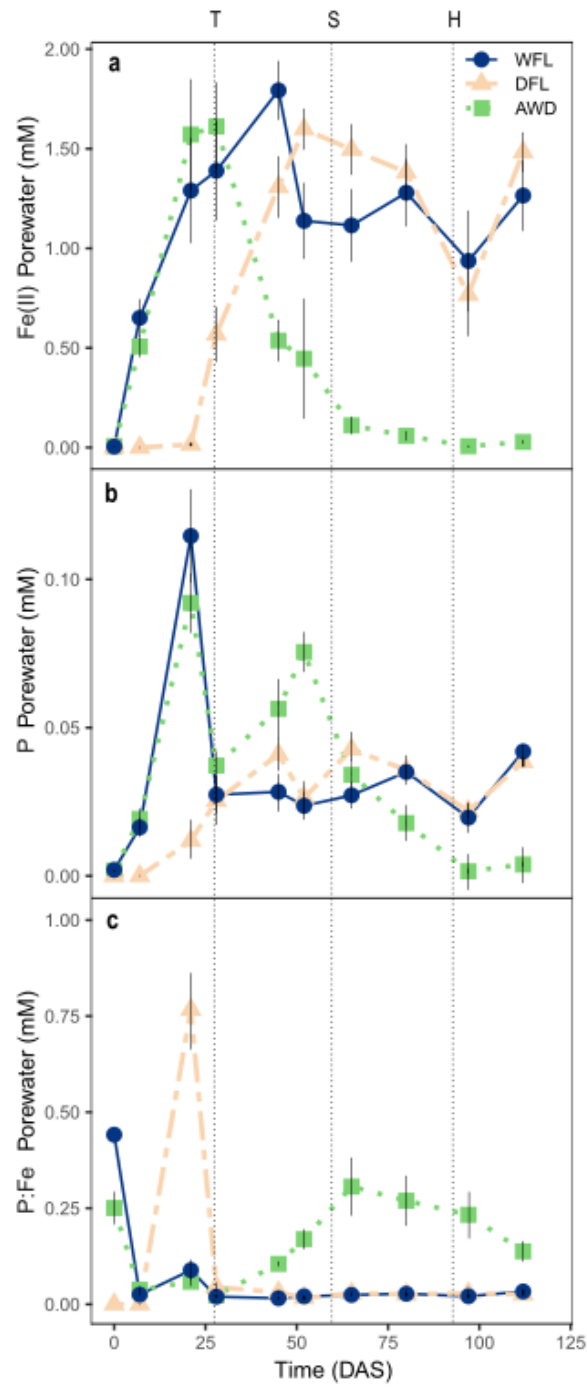 T S H
a
WFL
DFL
AWD
2.00
1.50
1.00
0.50
0.00
Fe(II) Porewater (mM)
b
0.10
0.05
0.00
P Porewater (mM)
c
1.00
0.75
0.50
0.25
0.00
P:Fe Porewater (mM)
0 25 50 75 100 125
Time (DAS)